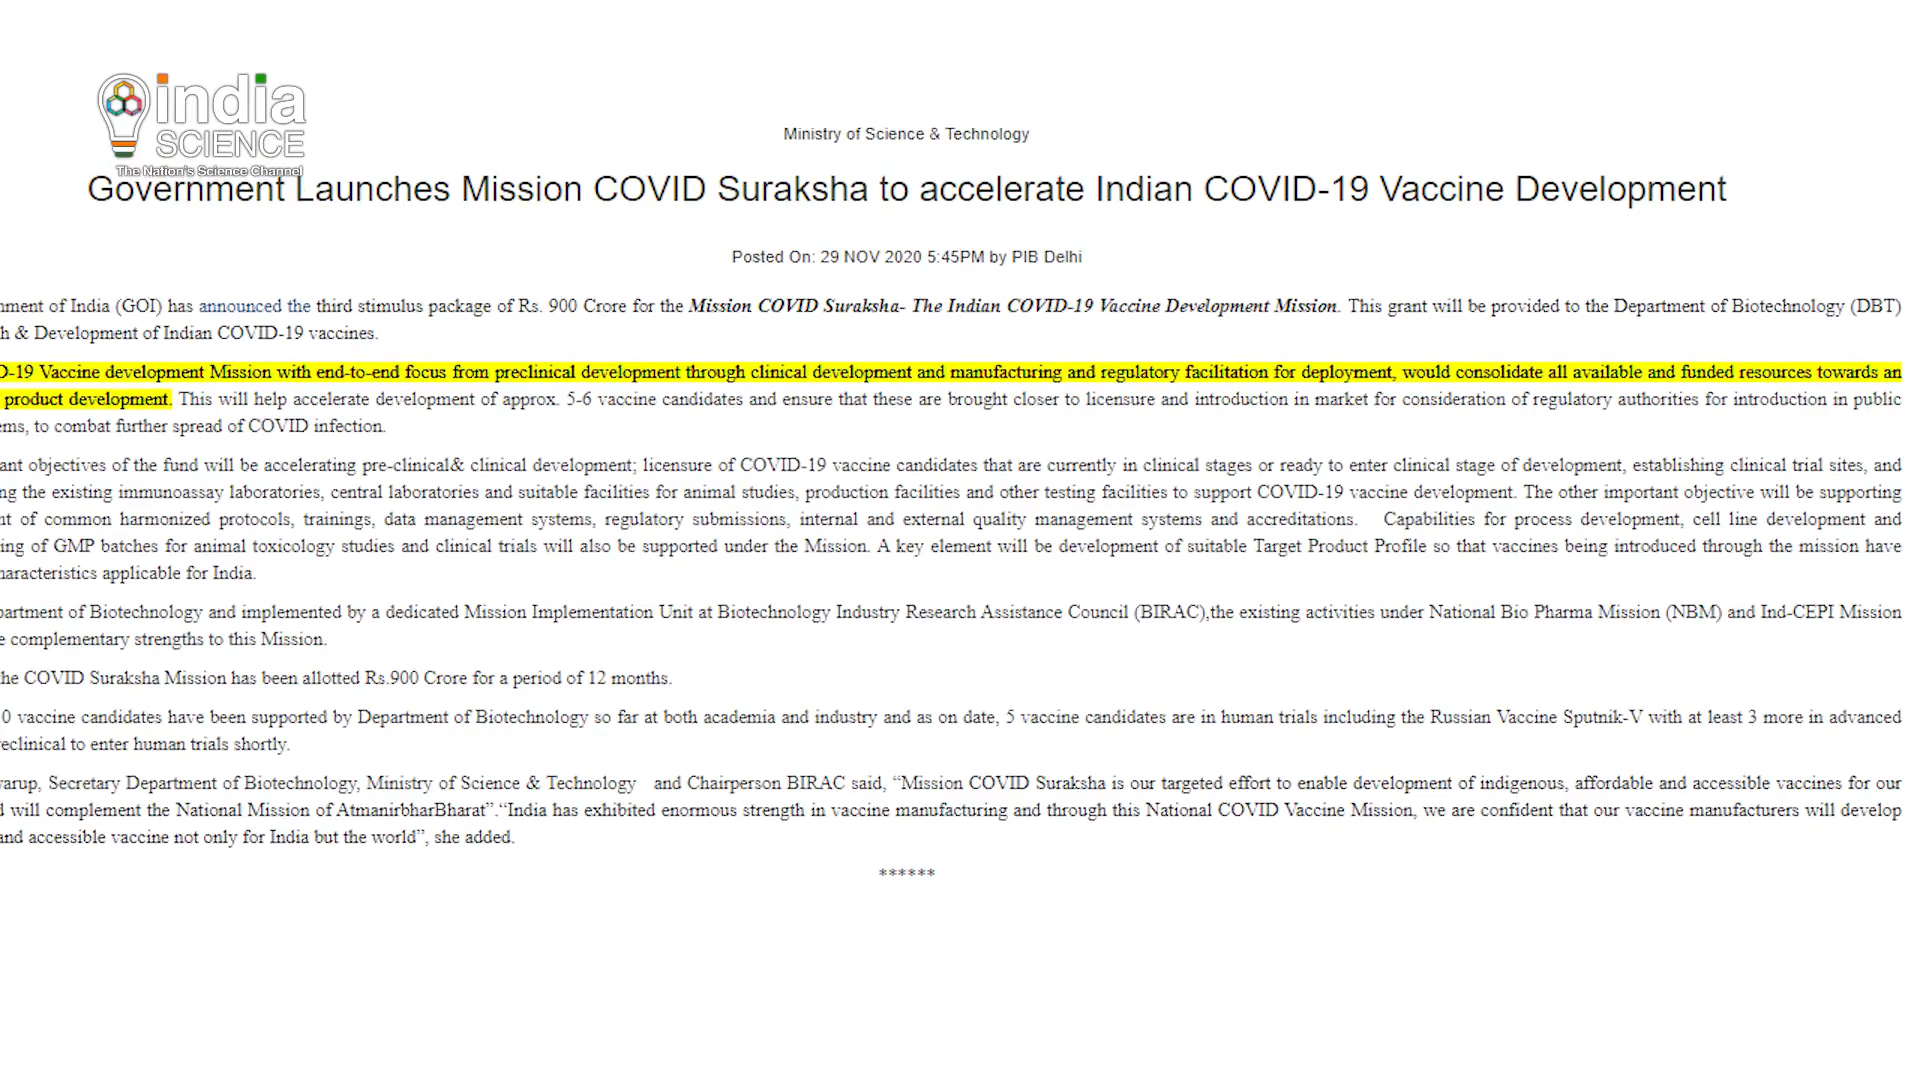 india
SCIENCE
The Nation's Science Channel
Ministry of Science & Technology
Government Launches Mission COVID Suraksha to accelerate Indian COVID-19 Vaccine Development
Posted On: 29 NOV 2020 5:45PM by PIB Delhi
nment of India (GOI) has announced the third stimulus package of Rs. 900 Crore for the Mission COVID Suraksha- The Indian COVID-19 Vaccine Development Mission. This grant will be provided to the Department of Biotechnology (DBT)
h & Development of Indian COVID-19 vaccines.
D-19 Vaccine development Mission with end-to-end focus from preclinical development through clinical development and manufacturing and regulatory facilitation for deployment, would consolidate all available and funded resources towards an
product development. This will help accelerate development of approx. 5-6 vaccine candidates and ensure that these are brought closer to licensure and introduction in market for consideration of regulatory authorities for introduction in public
ems, to combat further spread of COVID infection.
ant objectives of the fund will be accelerating pre-clinical& clinical development; licensure of COVID-19 vaccine candidates that are currently in clinical stages or ready to enter clinical stage of development, establishing clinical trial sites, and
ng the existing immunoassay laboratories, central laboratories and suitable facilities for animal studies, production facilities and other testing facilities to support COVID-19 vaccine development. The other important objective will be supporting
nt of common harmonized protocols, trainings, data management systems, regulatory submissions, internal and external quality management systems and accreditations. Capabilities for process development, cell line development and
ing of GMP batches for animal toxicology studies and clinical trials will also be supported under the Mission. A key element will be development of suitable Target Product Profile so that vaccines being introduced through the mission have
haracteristics applicable for India.
partment of Biotechnology and implemented by a dedicated Mission Implementation Unit at Biotechnology Industry Research Assistance Council (BIRAC),the existing activities under National Bio Pharma Mission (NBM) and Ind-CEPI Mission
e complementary strengths to this Mission.
he COVID Suraksha Mission has been allotted Rs.900 Crore for a period of 12 months.
0 vaccine candidates have been supported by Department of Biotechnology so far at both academia and industry and as on date, 5 vaccine candidates are in human trials including the Russian Vaccine Sputnik-V with at least 3 more in advanced
reclinical to enter human trials shortly.
varup, Secretary Department of Biotechnology, Ministry of Science & Technology and Chairperson BIRAC said, “Mission COVID Suraksha is our targeted effort to enable development of indigenous, affordable and accessible vaccines for our
d will complement the National Mission of AtmanirbharBharat”.“India has exhibited enormous strength in vaccine manufacturing and through this National COVID Vaccine Mission, we are confident that our vaccine manufacturers will develop
and accessible vaccine not only for India but the world”, she added.
******